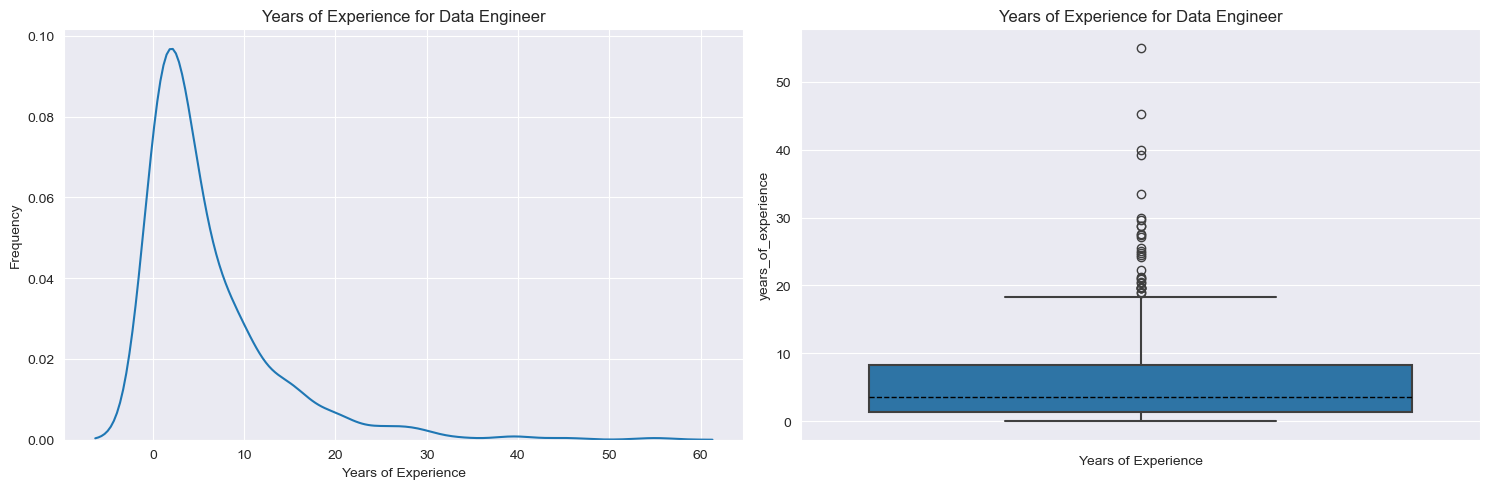 Years of Experience for Data Engineer
0.10
0.08
0.06
0.04
0.02
0.00
Frequency
0 10 20 30 40 50 60
Years of Experience
Years of Experience for Data Engineer
50
40
30
20
10
0
years_of_experience
Years of Experience